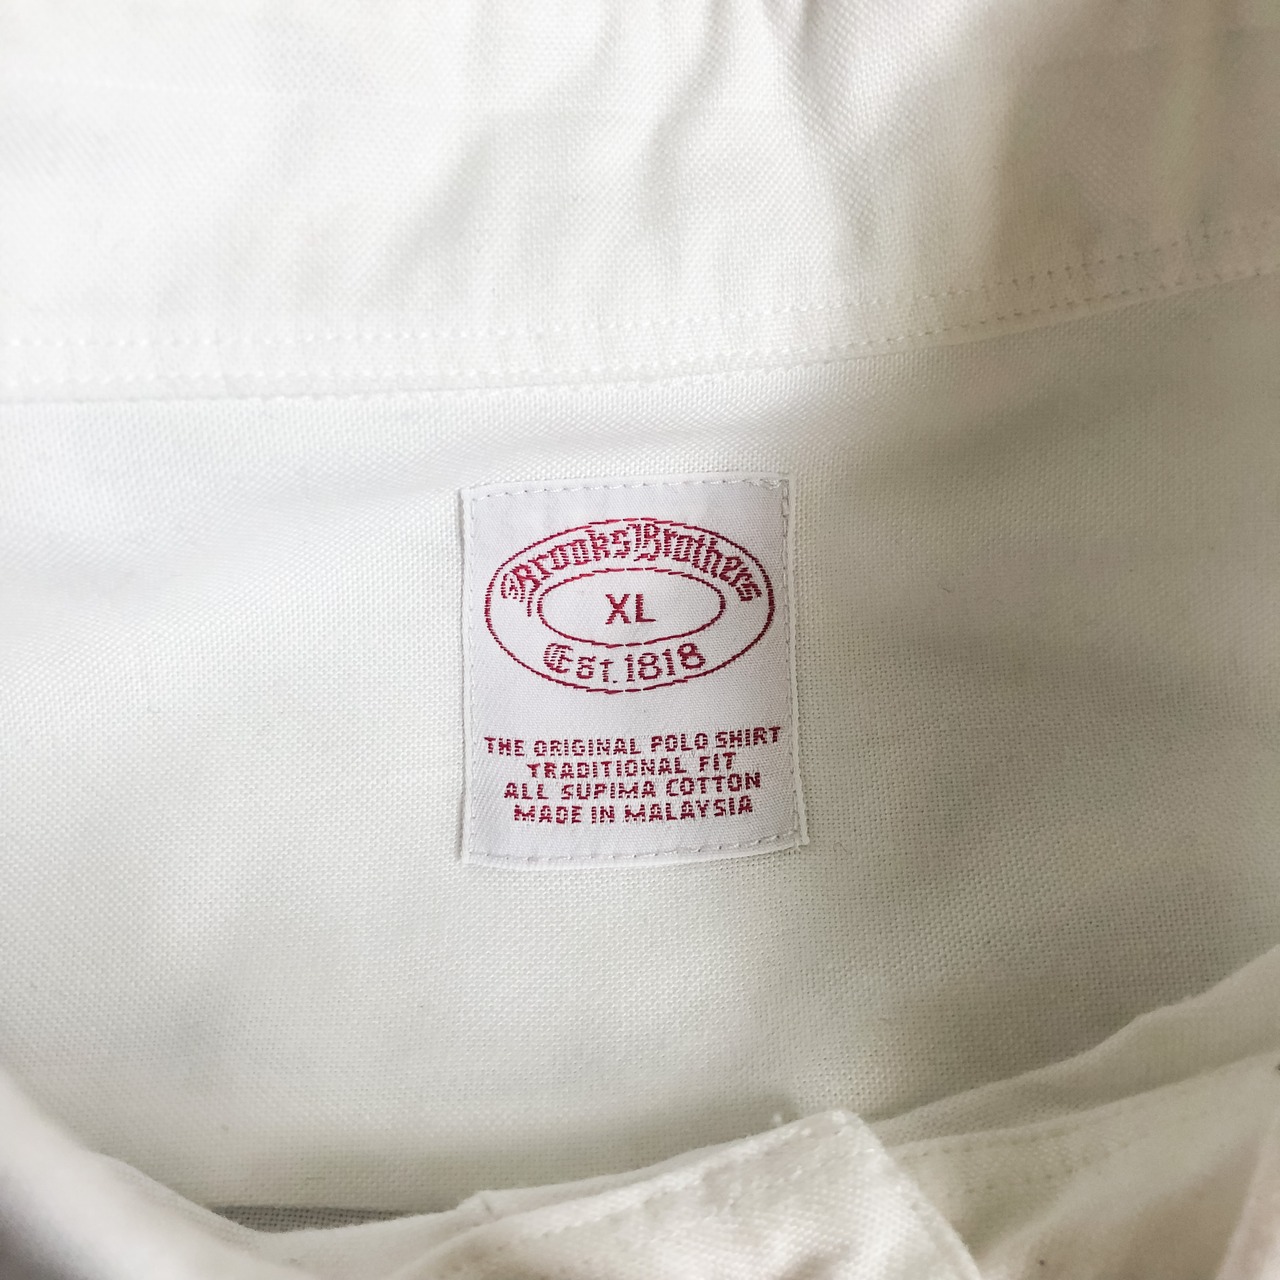 Brooks Brothers
XL
Est. 1818
THE ORIGINAL POLO SHIRT
TRADITIONAL FIT
ALL SUPIMA COTTON
MADE IN MALAYSIA